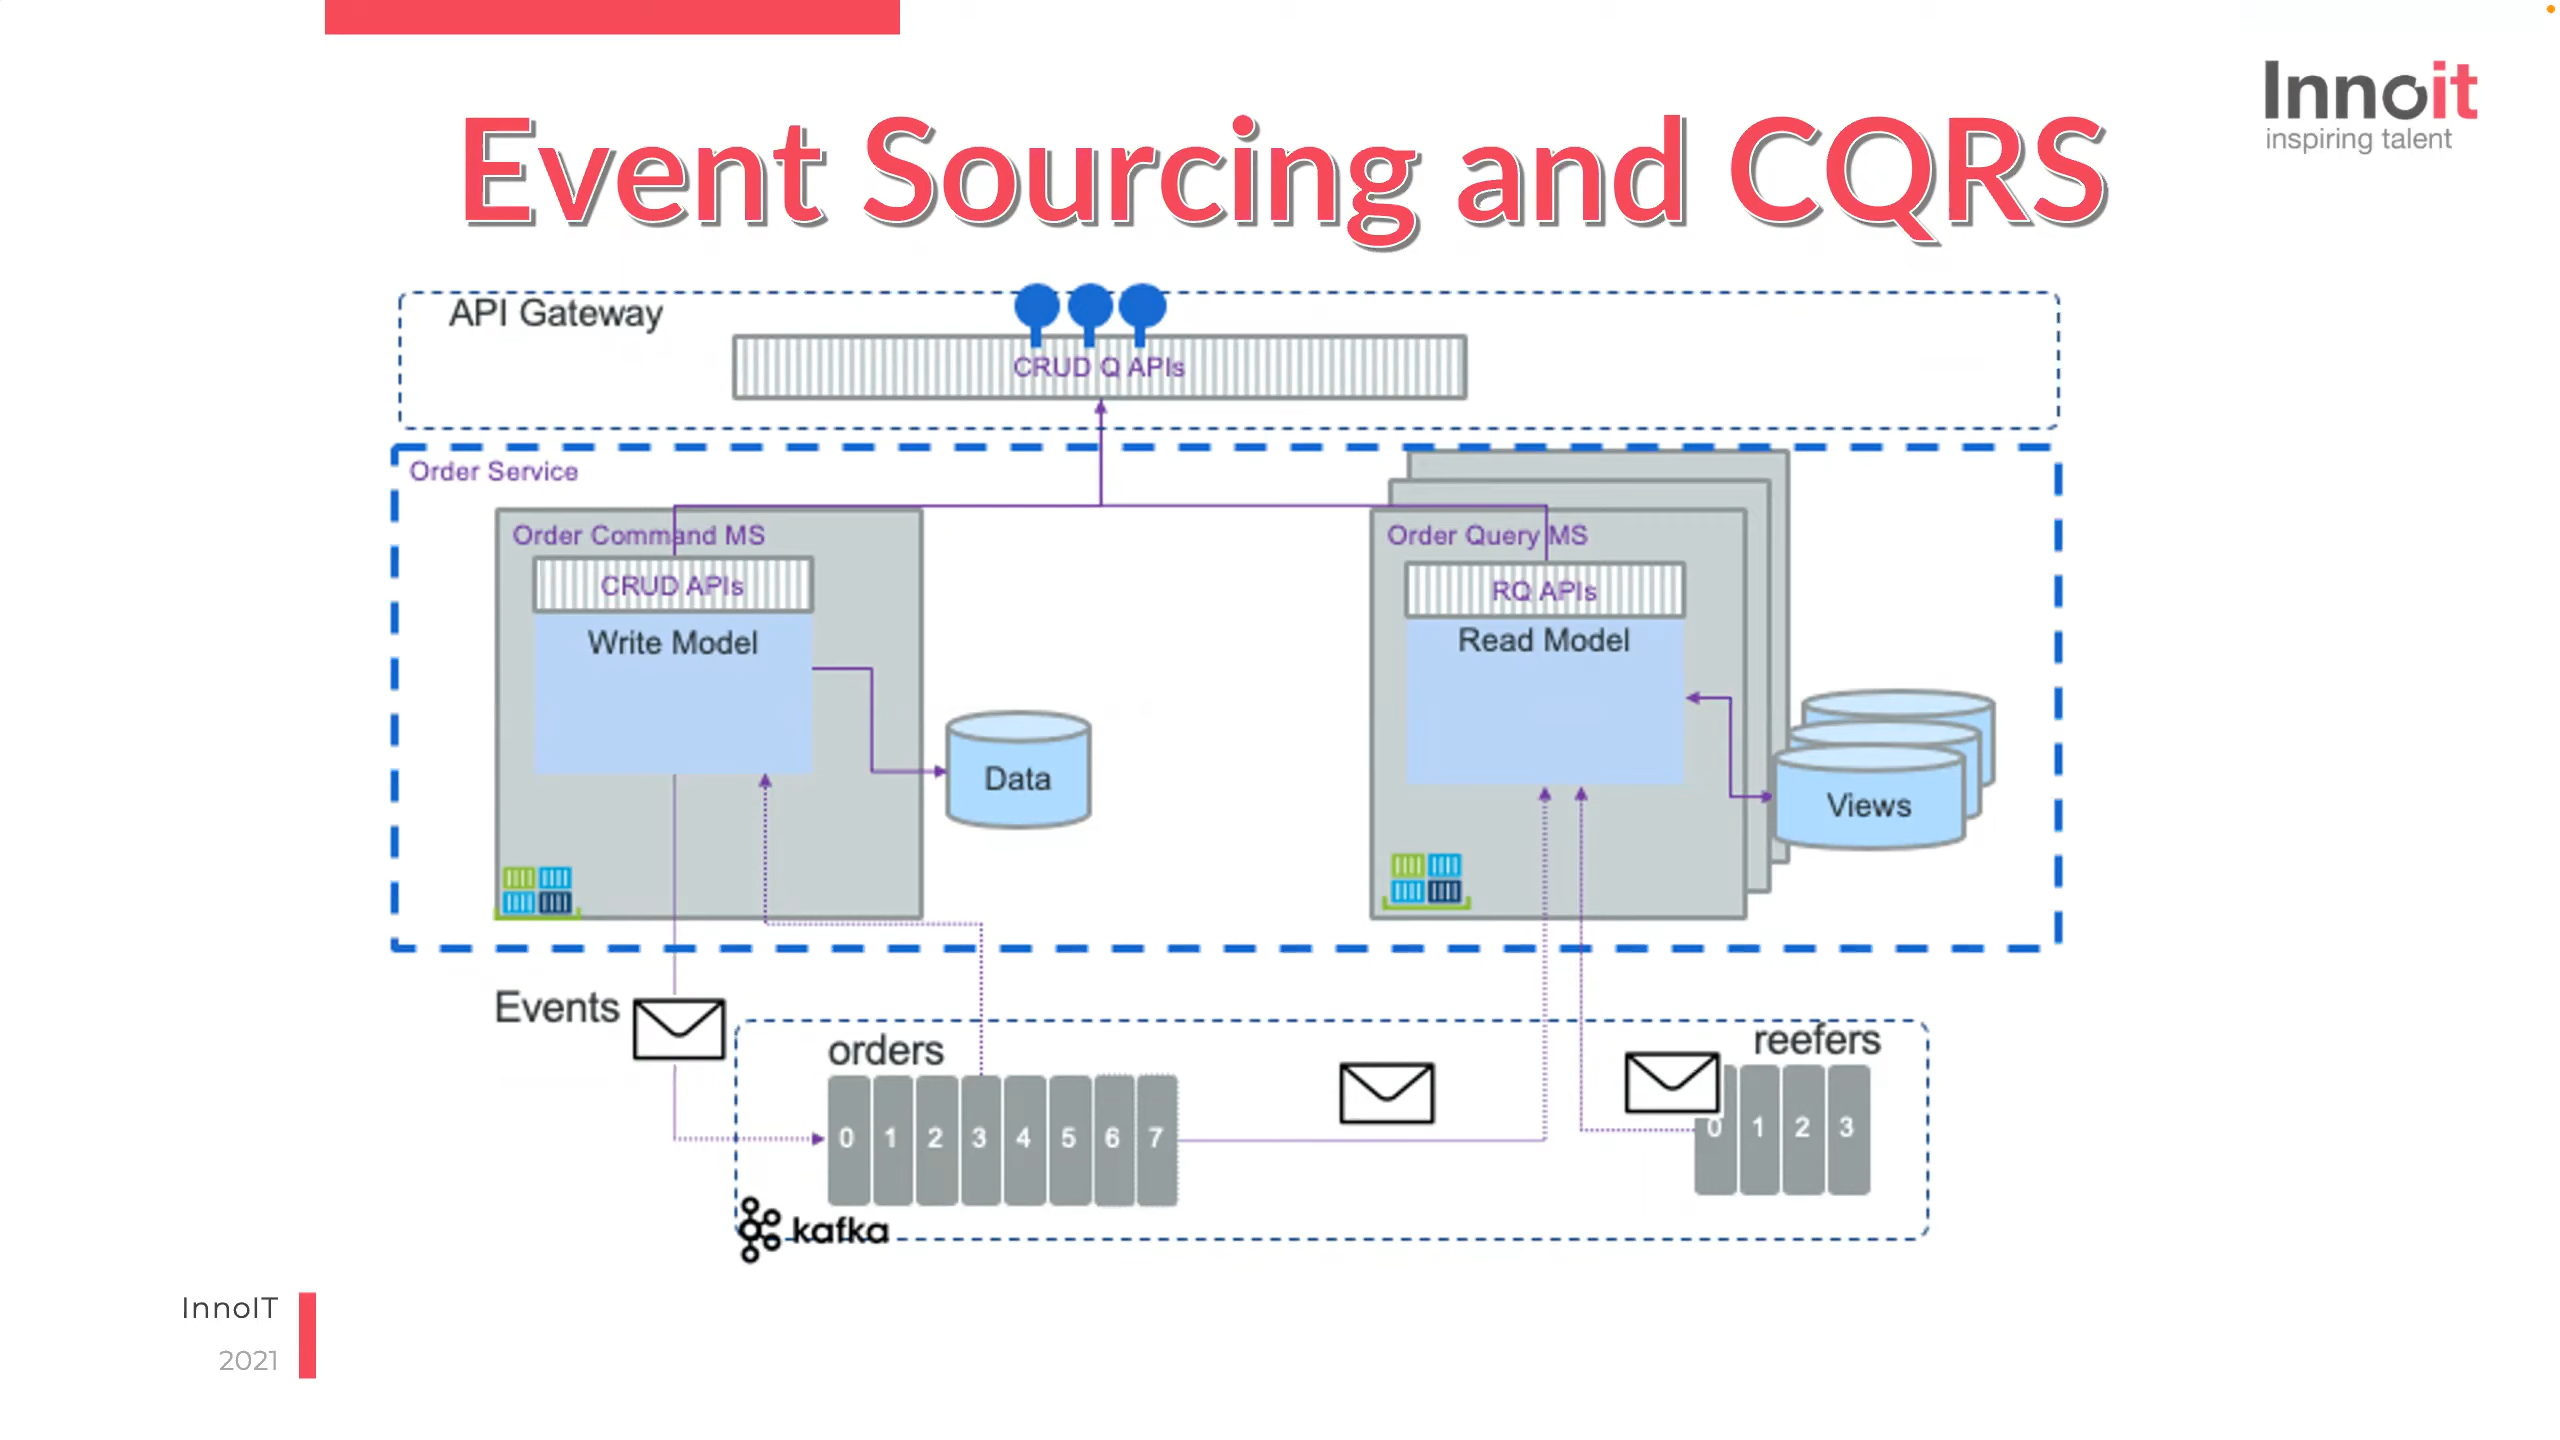 Innoit
inspiring talent
Event Sourcing and CQRS
API Gateway
CRUD Q APIs
Order Service
Order Command MS
CRUD APIs
Write Model
Data
Order Query MS
RQ APIs
Read Model
Views
Events
orders
0 1 2 3 4 5 6 7
reefers
0 1 2 3
kafka
InnoIT
2021